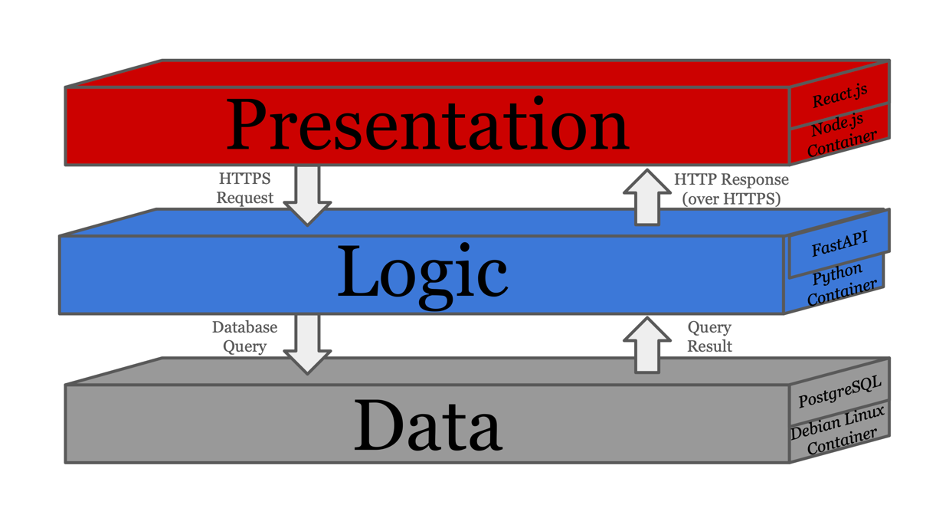 Presentation
React.js
Node.js
Container
HTTPS
Request
HTTP Response
(over HTTPS)
Logic
FastAPI
Python
Container
Database
Query
Query
Result
Data
PostgreSQL
Debian Linux
Container